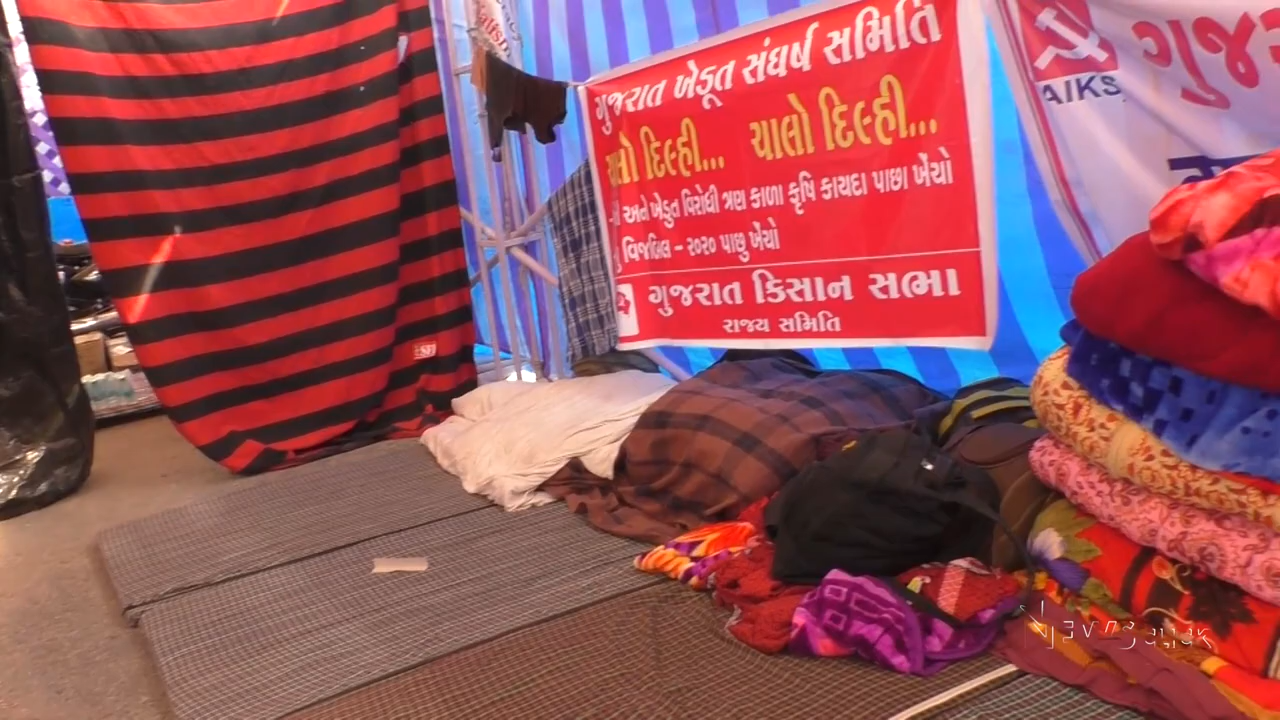 ગુજરાત ખેડૂત સંઘર્ષ સમિતિ
ચાલો દિલ્હી... ચાલો દિલ્હી...
અને ખેડુત વિરોધી ત્રણ કાળા કૃષિ કાયદા પાછા ખેંચો
વિજબિલ - ૨૦૨૦ પાછુ ખેંચો
ગુજરાત કિસાન સભા
રાજ્ય સમિતિ
AIKS